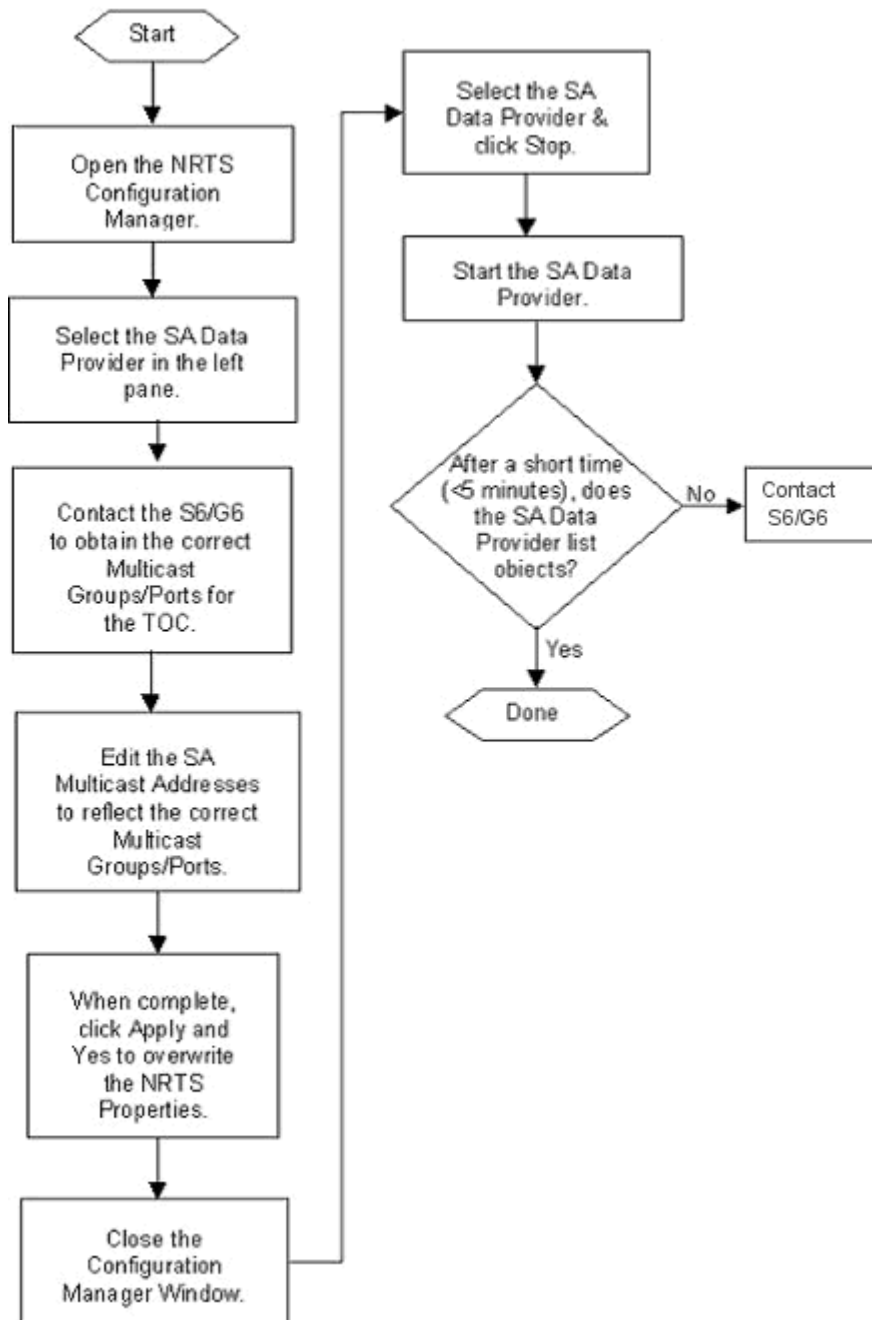 Start
Open the NRTS
Configuration
Manager.
Select the SA Data
Provider in the left
pane.
Contact the S6/G6
to obtain the correct
Multicast
Groups/Ports for
the TOC.
Edit the SA
Multicast Addresses
to reflect the correct
Multicast
Groups/Ports.
When complete,
click Apply and
Yes to overwrite
the NRTS
Properties.
Close the
Configuration
Manager Window.
Select the SA
Data Provider &
click Stop.
Start the SA Data
Provider.
After a short time
(<5 minutes), does
the SA Data
Provider list
objects?
No
Contact
S6/G6
Yes
Done